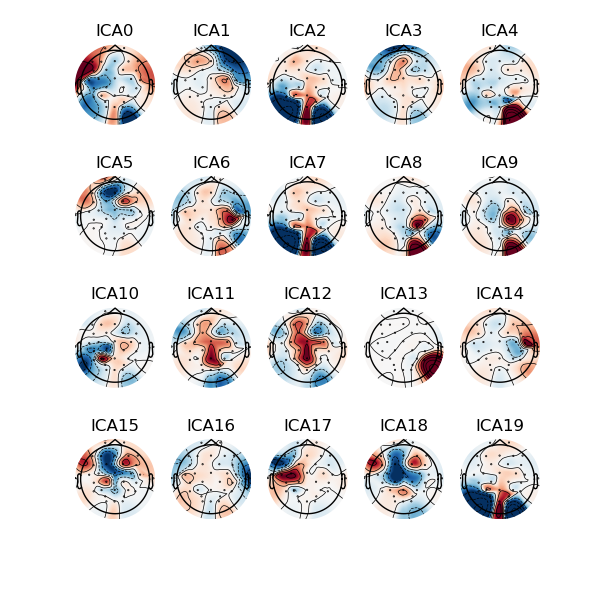 ICA0 ICA1 ICA2 ICA3 ICA4
ICA5 ICA6 ICA7 ICA8 ICA9
ICA10 ICA11 ICA12 ICA13 ICA14
ICA15 ICA16 ICA17 ICA18 ICA19